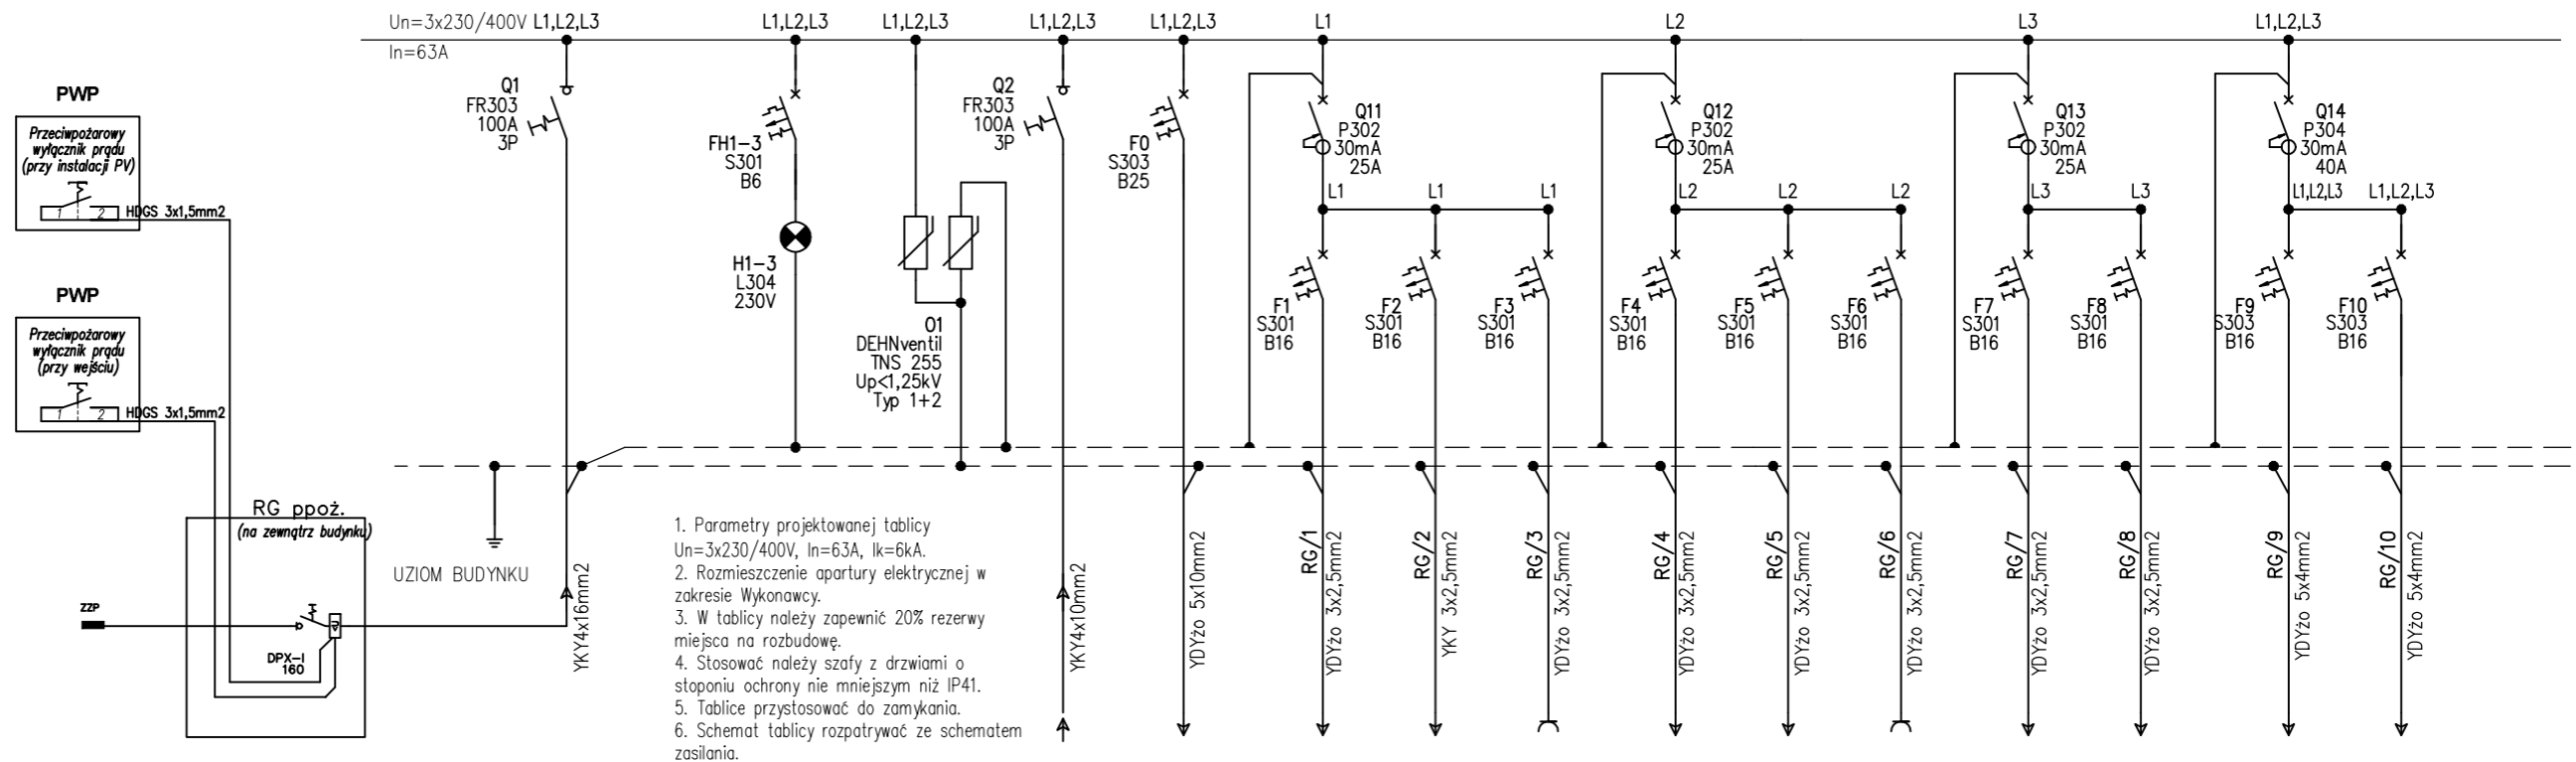 Un=3x230/400V L1,L2,L3 L1,L2,L3 L1,L2,L3 L1,L2,L3 L1,L2,L3 L1 L2 L3 L1,L2,L3
In=63A
PWP
Przeciwpożarowy
wyłącznik prądu
(przy instalacji PV)
1 2 HDGS 3x1,5mm2
PWP
Przeciwpożarowy
wyłącznik prądu
(przy wejściu)
1 2 HDGS 3x1,5mm2
RG ppoż.
(na zewnątrz budynku)
ZZP
DPX-I
160
UZIOM BUDYNKU
Q1
FR303
100A
3P
YKY4x16mm2
FH1-3
S301
B6
H1-3
L304
230V
O1
DEHNventil
TNS 255
Up<1,25kV
Typ 1+2
Q2
FR303
100A
3P
YKY4x10mm2
F0
S303
B25
YDYżo 5x10mm2
Q11
P302
30mA
25A
L1 L1 L1
F1
S301
B16
RG/1
YDYżo 3x2,5mm2
F2
S301
B16
RG/2
YKY 3x2,5mm2
F3
S301
B16
RG/3
YDYżo 3x2,5mm2
Q12
P302
30mA
25A
L2 L2 L2
F4
S301
B16
RG/4
YDYżo 3x2,5mm2
F5
S301
B16
RG/5
YDYżo 3x2,5mm2
F6
S301
B16
RG/6
YDYżo 3x2,5mm2
Q13
P302
30mA
25A
L3 L3
F7
S301
B16
RG/7
YDYżo 3x2,5mm2
F8
S301
B16
RG/8
YDYżo 3x2,5mm2
Q14
P304
30mA
40A
L1,L2,L3 L1,L2,L3
F9
S303
B16
RG/9
YDYżo 5x4mm2
F10
S303
B16
RG/10
YDYżo 5x4mm2
1. Parametry projektowanej tablicy
Un=3x230/400V, In=63A, Ik=6kA.
2. Rozmieszczenie apartury elektrycznej w
zakresie Wykonawcy.
3. W tablicy należy zapewnić 20% rezerwy
miejsca na rozbudowę.
4. Stosować należy szafy z drzwiami o
stoponiu ochrony nie mniejszym niż IP41.
5. Tablice przystosować do zamykania.
6. Schemat tablicy rozpatrywać ze schematem
zasilania.